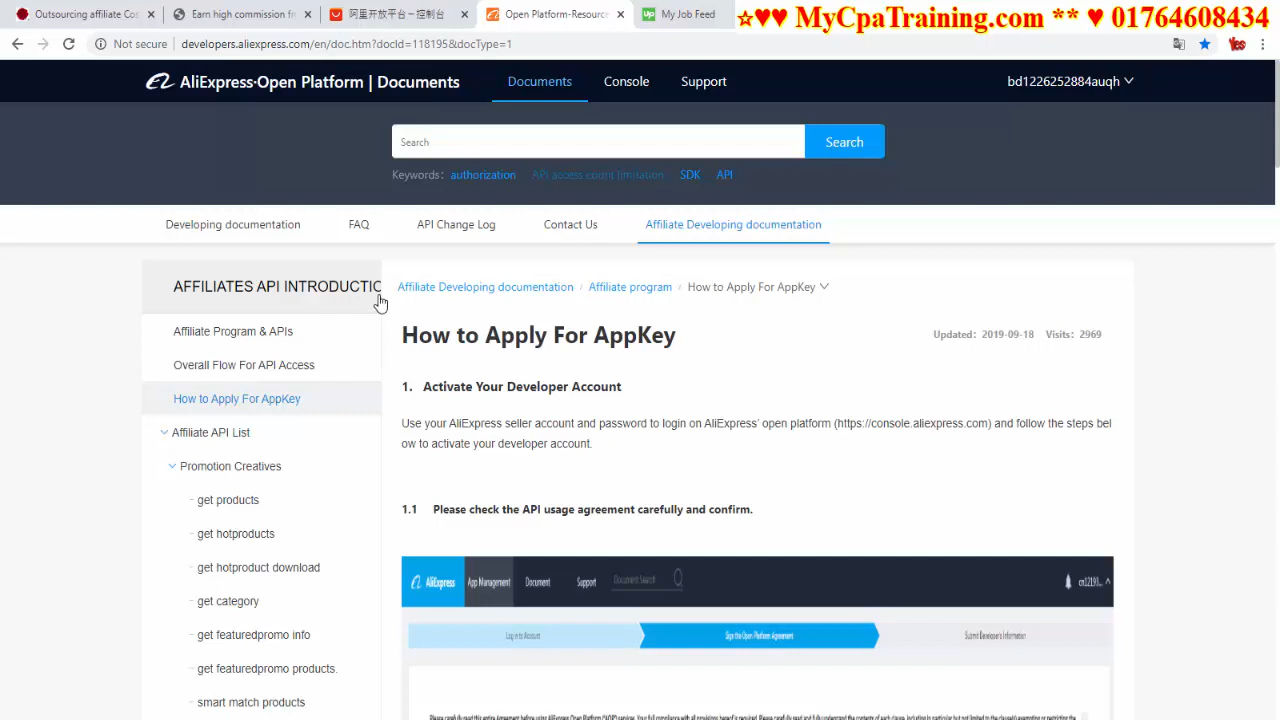 Outsourcing affiliate Cos
Earn high commission fr
阿里开放平台－控制台
Open Platform-Resource
My Job Feed
☆♥♥ MyCpaTraining.com ** ♥ 01764608434
Not secure
developers.aliexpress.com/en/doc.htm?docId=118195&docType=1
Yes
AliExpress·Open Platform | Documents
Documents
Console
Support
bd1226252884auqh
Search
Search
Keywords: authorization API access count limitation SDK API
Developing documentation
FAQ
API Change Log
Contact Us
Affiliate Developing documentation
AFFILIATES API INTRODUCTIO
Affiliate Program & APIs
Overall Flow For API Access
How to Apply For AppKey
Affiliate API List
Promotion Creatives
get products
get hotproducts
get hotproduct download
get category
get featuredpromo info
get featuredpromo products.
smart match products
Affiliate Developing documentation / Affiliate program / How to Apply For AppKey
How to Apply For AppKey
Updated: 2019-09-18 Visits: 2969
1. Activate Your Developer Account
Use your AliExpress seller account and password to login on AliExpress' open platform (https://console.aliexpress.com) and follow the steps bel
ow to activate your developer account.
1.1 Please check the API usage agreement carefully and confirm.
AliExpress
App Management
Document
Support
Document Search
Log in to Account
Sign the Open Platform Agreement
Submit Developer's Information